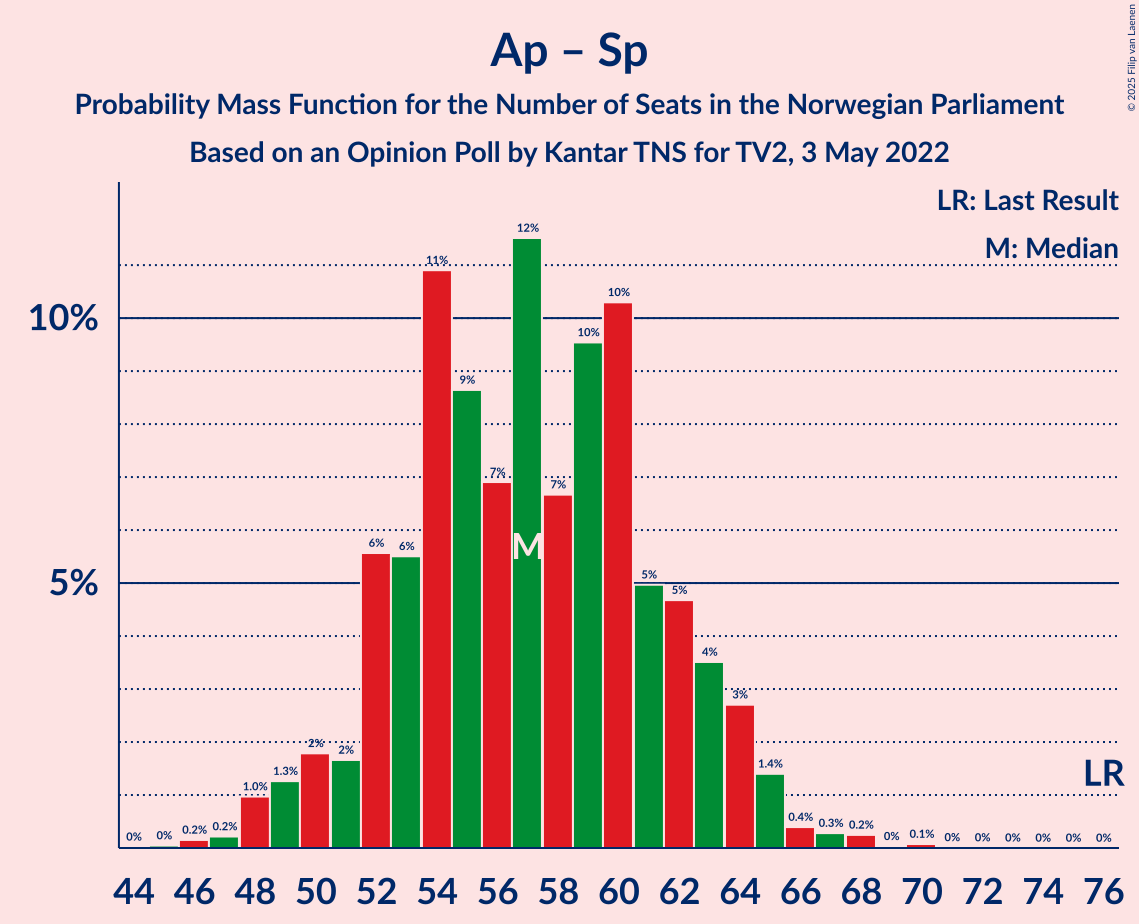 Ap – Sp
Probability Mass Function for the Number of Seats in the Norwegian Parliament
Based on an Opinion Poll by Kantar TNS for TV2, 3 May 2022
© 2025 Filip van Laenen
LR: Last Result
M: Median
10%
5%
0% 0% 0.2% 0.2% 1.0% 1.3% 2% 2% 6% 6% 11% 9% 7% 12% 7% 10% 10% 5% 5% 4% 3% 1.4% 0.4% 0.3% 0.2% 0% 0.1% 0% 0% 0% 0% 0% 0%
M
LR
44 46 48 50 52 54 56 58 60 62 64 66 68 70 72 74 76